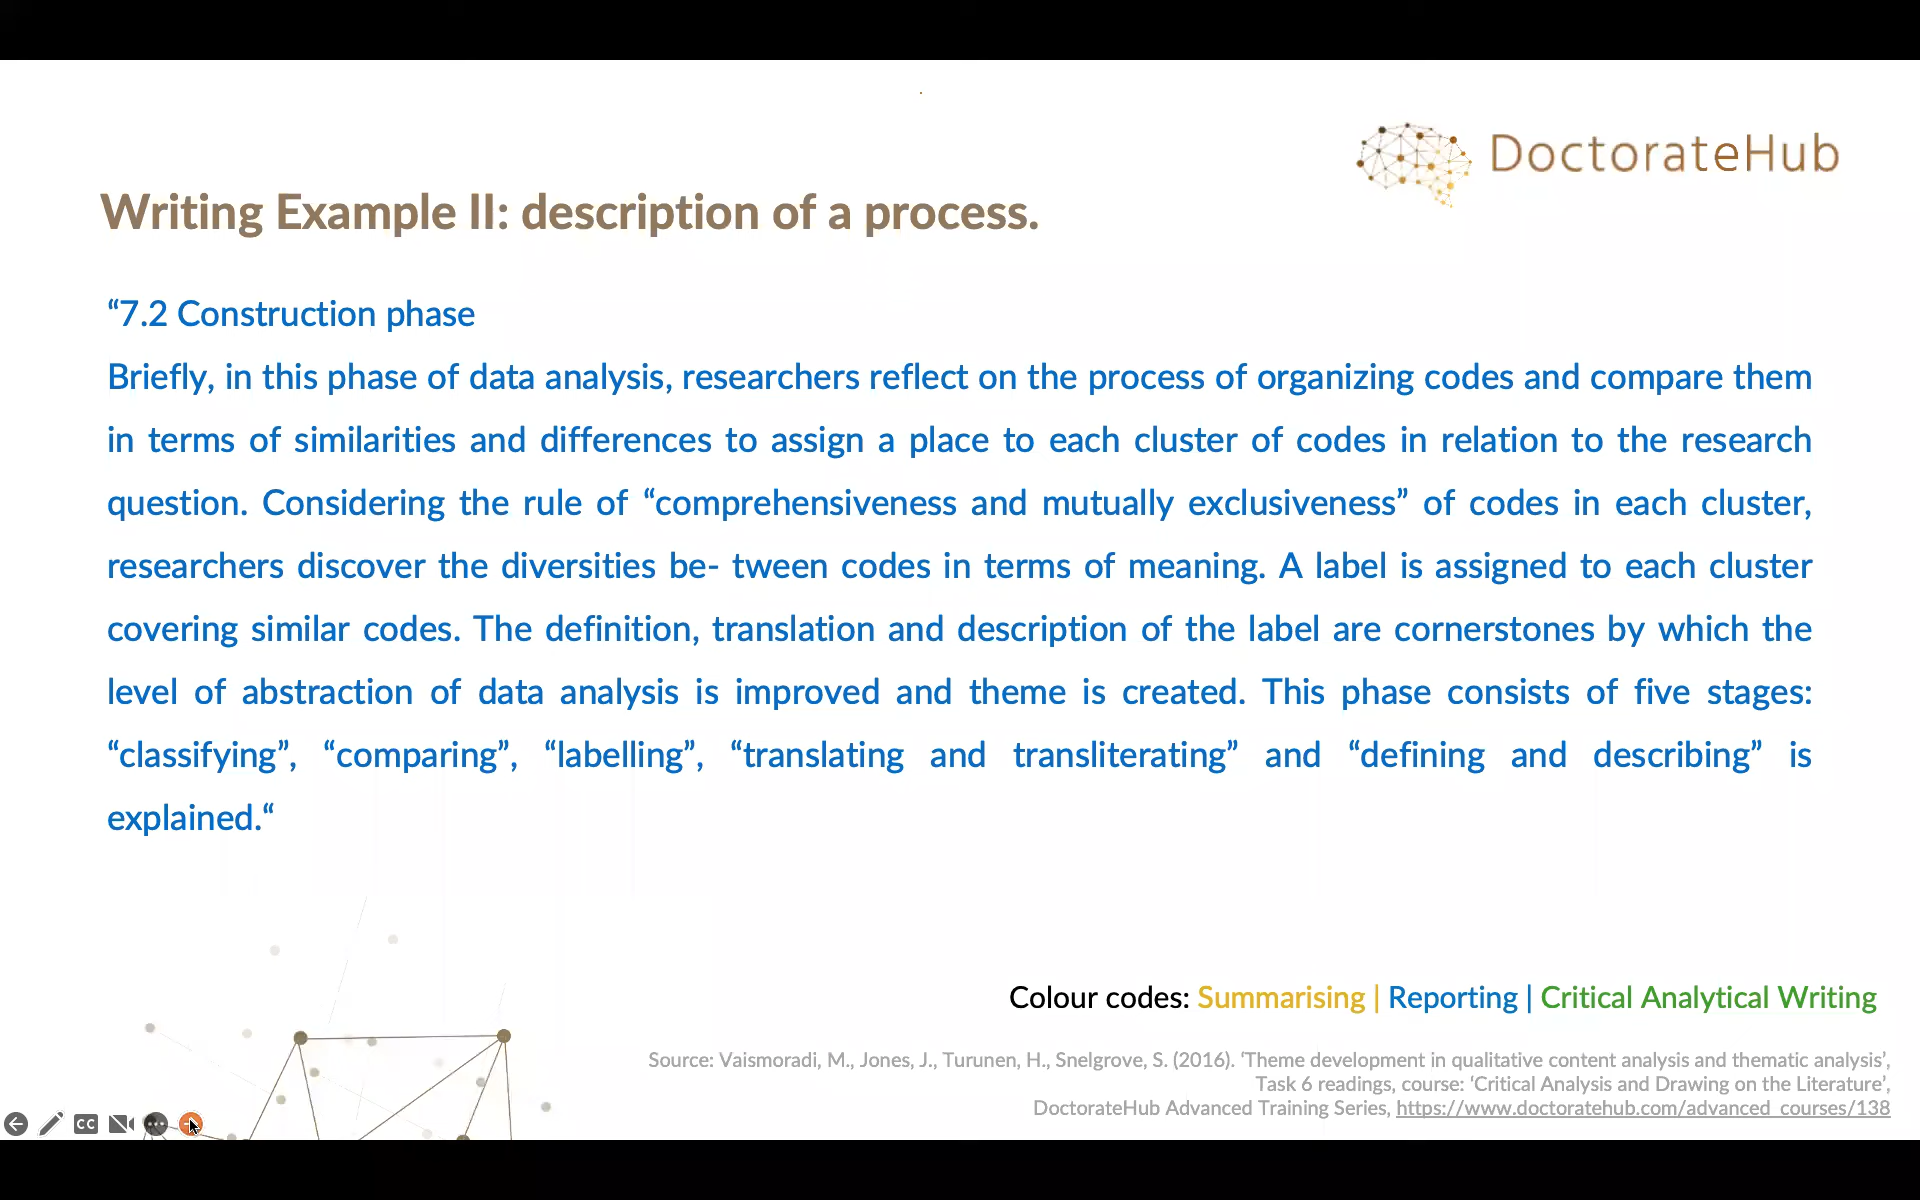 DoctorateHub
Writing Example II: description of a process.
“7.2 Construction phase
Briefly, in this phase of data analysis, researchers reflect on the process of organizing codes and compare them
in terms of similarities and differences to assign a place to each cluster of codes in relation to the research
question. Considering the rule of “comprehensiveness and mutually exclusiveness” of codes in each cluster,
researchers discover the diversities be- tween codes in terms of meaning. A label is assigned to each cluster
covering similar codes. The definition, translation and description of the label are cornerstones by which the
level of abstraction of data analysis is improved and theme is created. This phase consists of five stages:
“classifying”, “comparing”, “labelling”, “translating and transliterating” and “defining and describing” is
explained.“
Colour codes: Summarising | Reporting | Critical Analytical Writing
Source: Vaismoradi, M., Jones, J., Turunen, H., Snelgrove, S. (2016). ‘Theme development in qualitative content analysis and thematic analysis’,
Task 6 readings, course: ‘Critical Analysis and Drawing on the Literature’,
DoctorateHub Advanced Training Series, https://www.doctoratehub.com/advanced_courses/138
CC